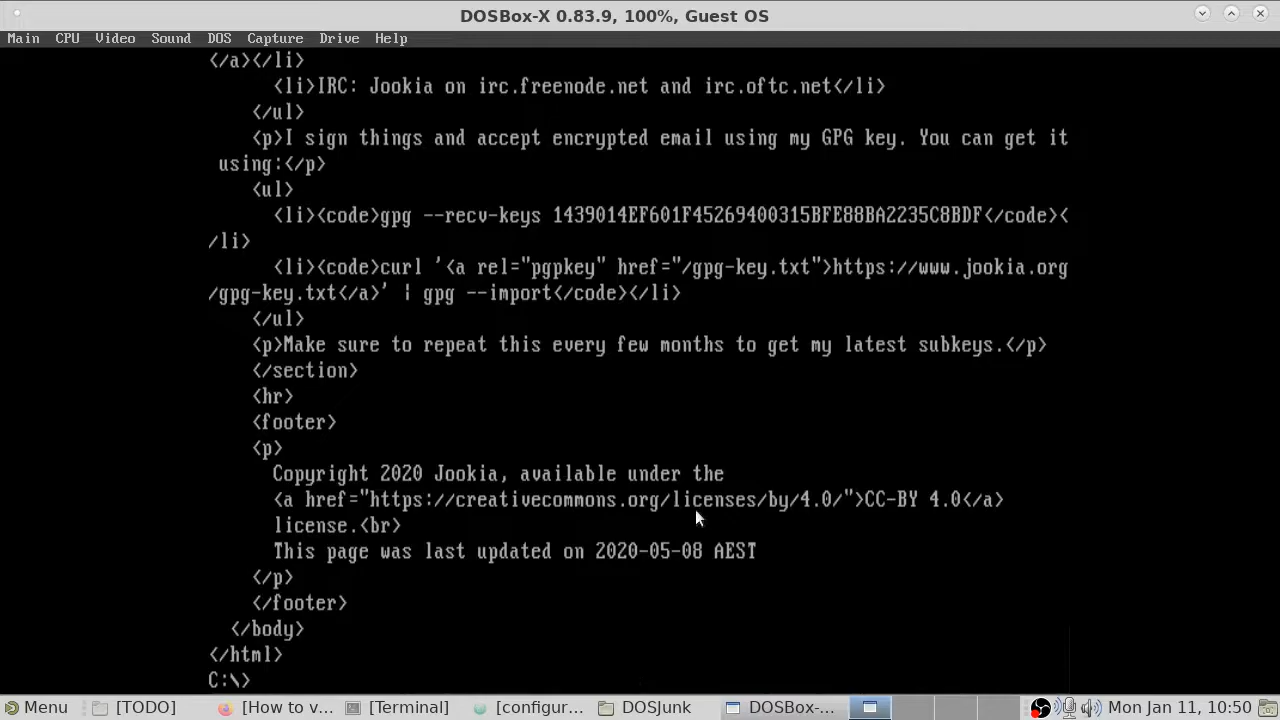 DOSBox-X 0.83.9, 100%, Guest OS
Main CPU Video Sound DOS Capture Drive Help
</a></li>
<li>IRC: Jookia on irc.freenode.net and irc.oftc.net</li>
</ul>
<p>I sign things and accept encrypted email using my GPG key. You can get it
using:</p>
<ul>
<li><code>gpg --recv-keys 1439014EF601F45269400315BFE88BA2235C8BDF</code><
/li>
<li><code>curl '<a rel="pgpkey" href="/gpg-key.txt">https://www.jookia.org
/gpg-key.txt</a>' | gpg --import</code></li>
</ul>
<p>Make sure to repeat this every few months to get my latest subkeys.</p>
</section>
<hr>
<footer>
<p>
Copyright 2020 Jookia, available under the
<a href="https://creativecommons.org/licenses/by/4.0/">CC-BY 4.0</a>
license.<br>
This page was last updated on 2020-05-08 AEST
</p>
</footer>
</body>
</html>
C:\>
Menu [TODO] [How to v... [Terminal] [configur... DOSJunk DOSBox-... Mon Jan 11, 10:50